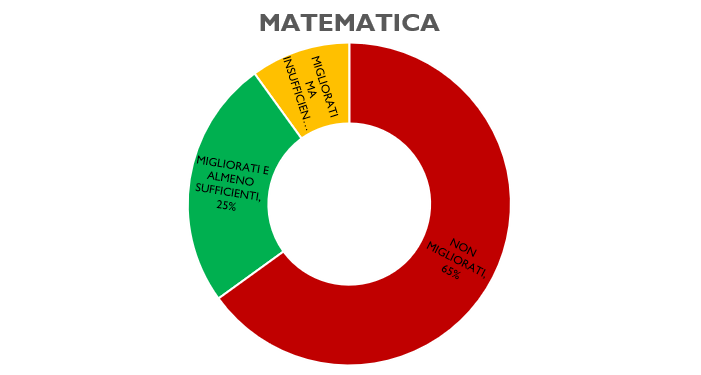 MATEMATICA
MIGLIORATI
MA
INSUFFICIEN...
MIGLIORATI E
ALMENO
SUFFICIENTI,
25%
NON
MIGLIORATI,
65%